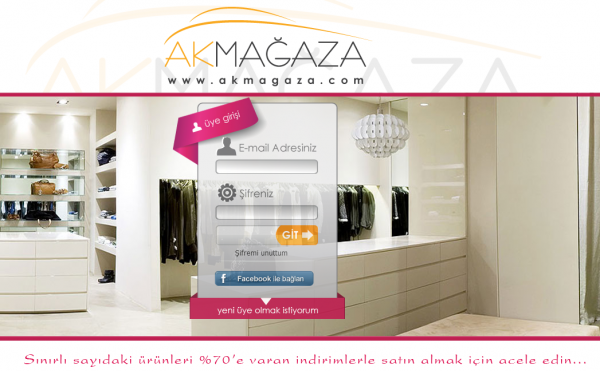 AKMAĞAZA
www.akmagaza.com
üye girişi
E-mail Adresiniz
Şifreniz
GİT
Şifremi unuttum
f Facebook ile bağlan
yeni üye olmak istiyorum
Sınırlı sayıdaki ürünleri %70'e varan indirimlerle satın almak için acele edin...